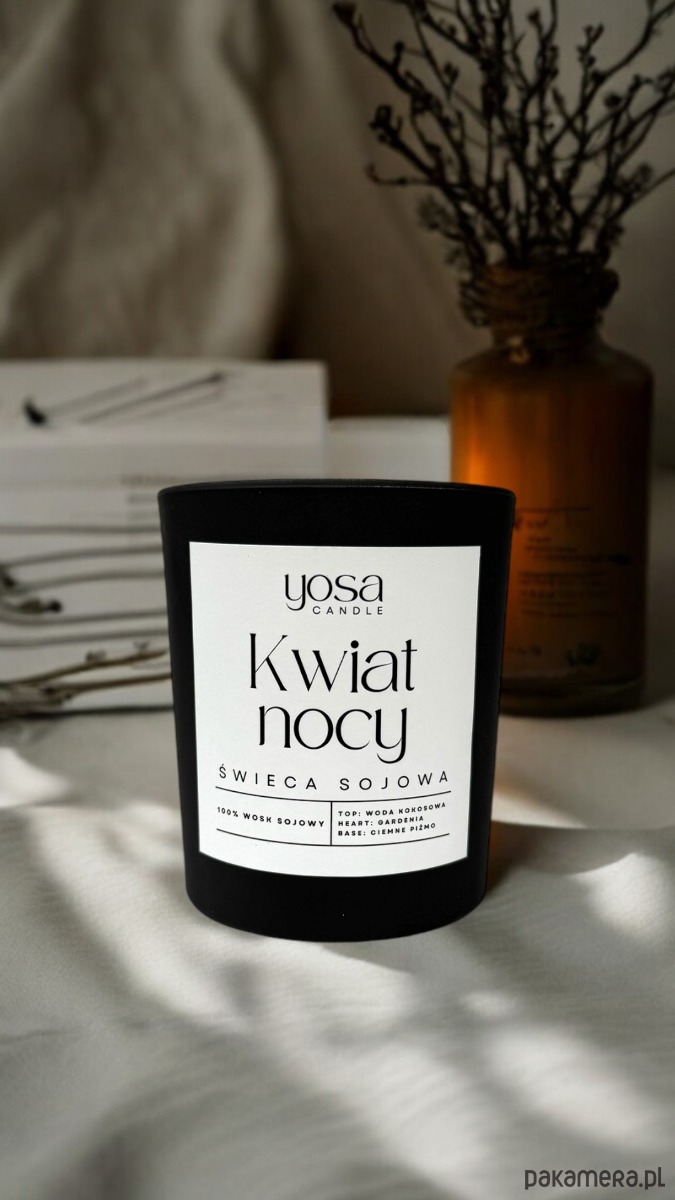 yosa
CANDLE
Kwiat
nocy
ŚWIECA SOJOWA
100% WOSK SOJOWY
TOP: WODA KOKOSOWA
HEART: GARDENIA
BASE: CIEMNE PIŻMO
pakamera.pl